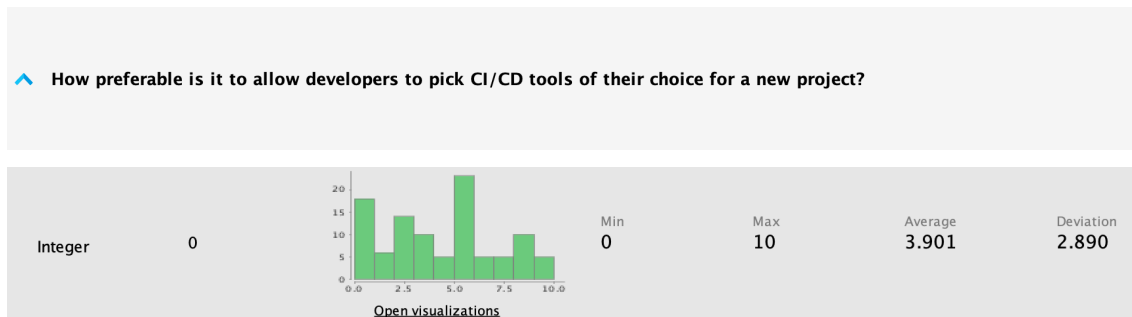 How preferable is it to allow developers to pick CI/CD tools of their choice for a new project?
Integer
0
20
15
10
5
0
0.0 2.5 5.0 7.5 10.0
Open visualizations
Min
0
Max
10
Average
3.901
Deviation
2.890